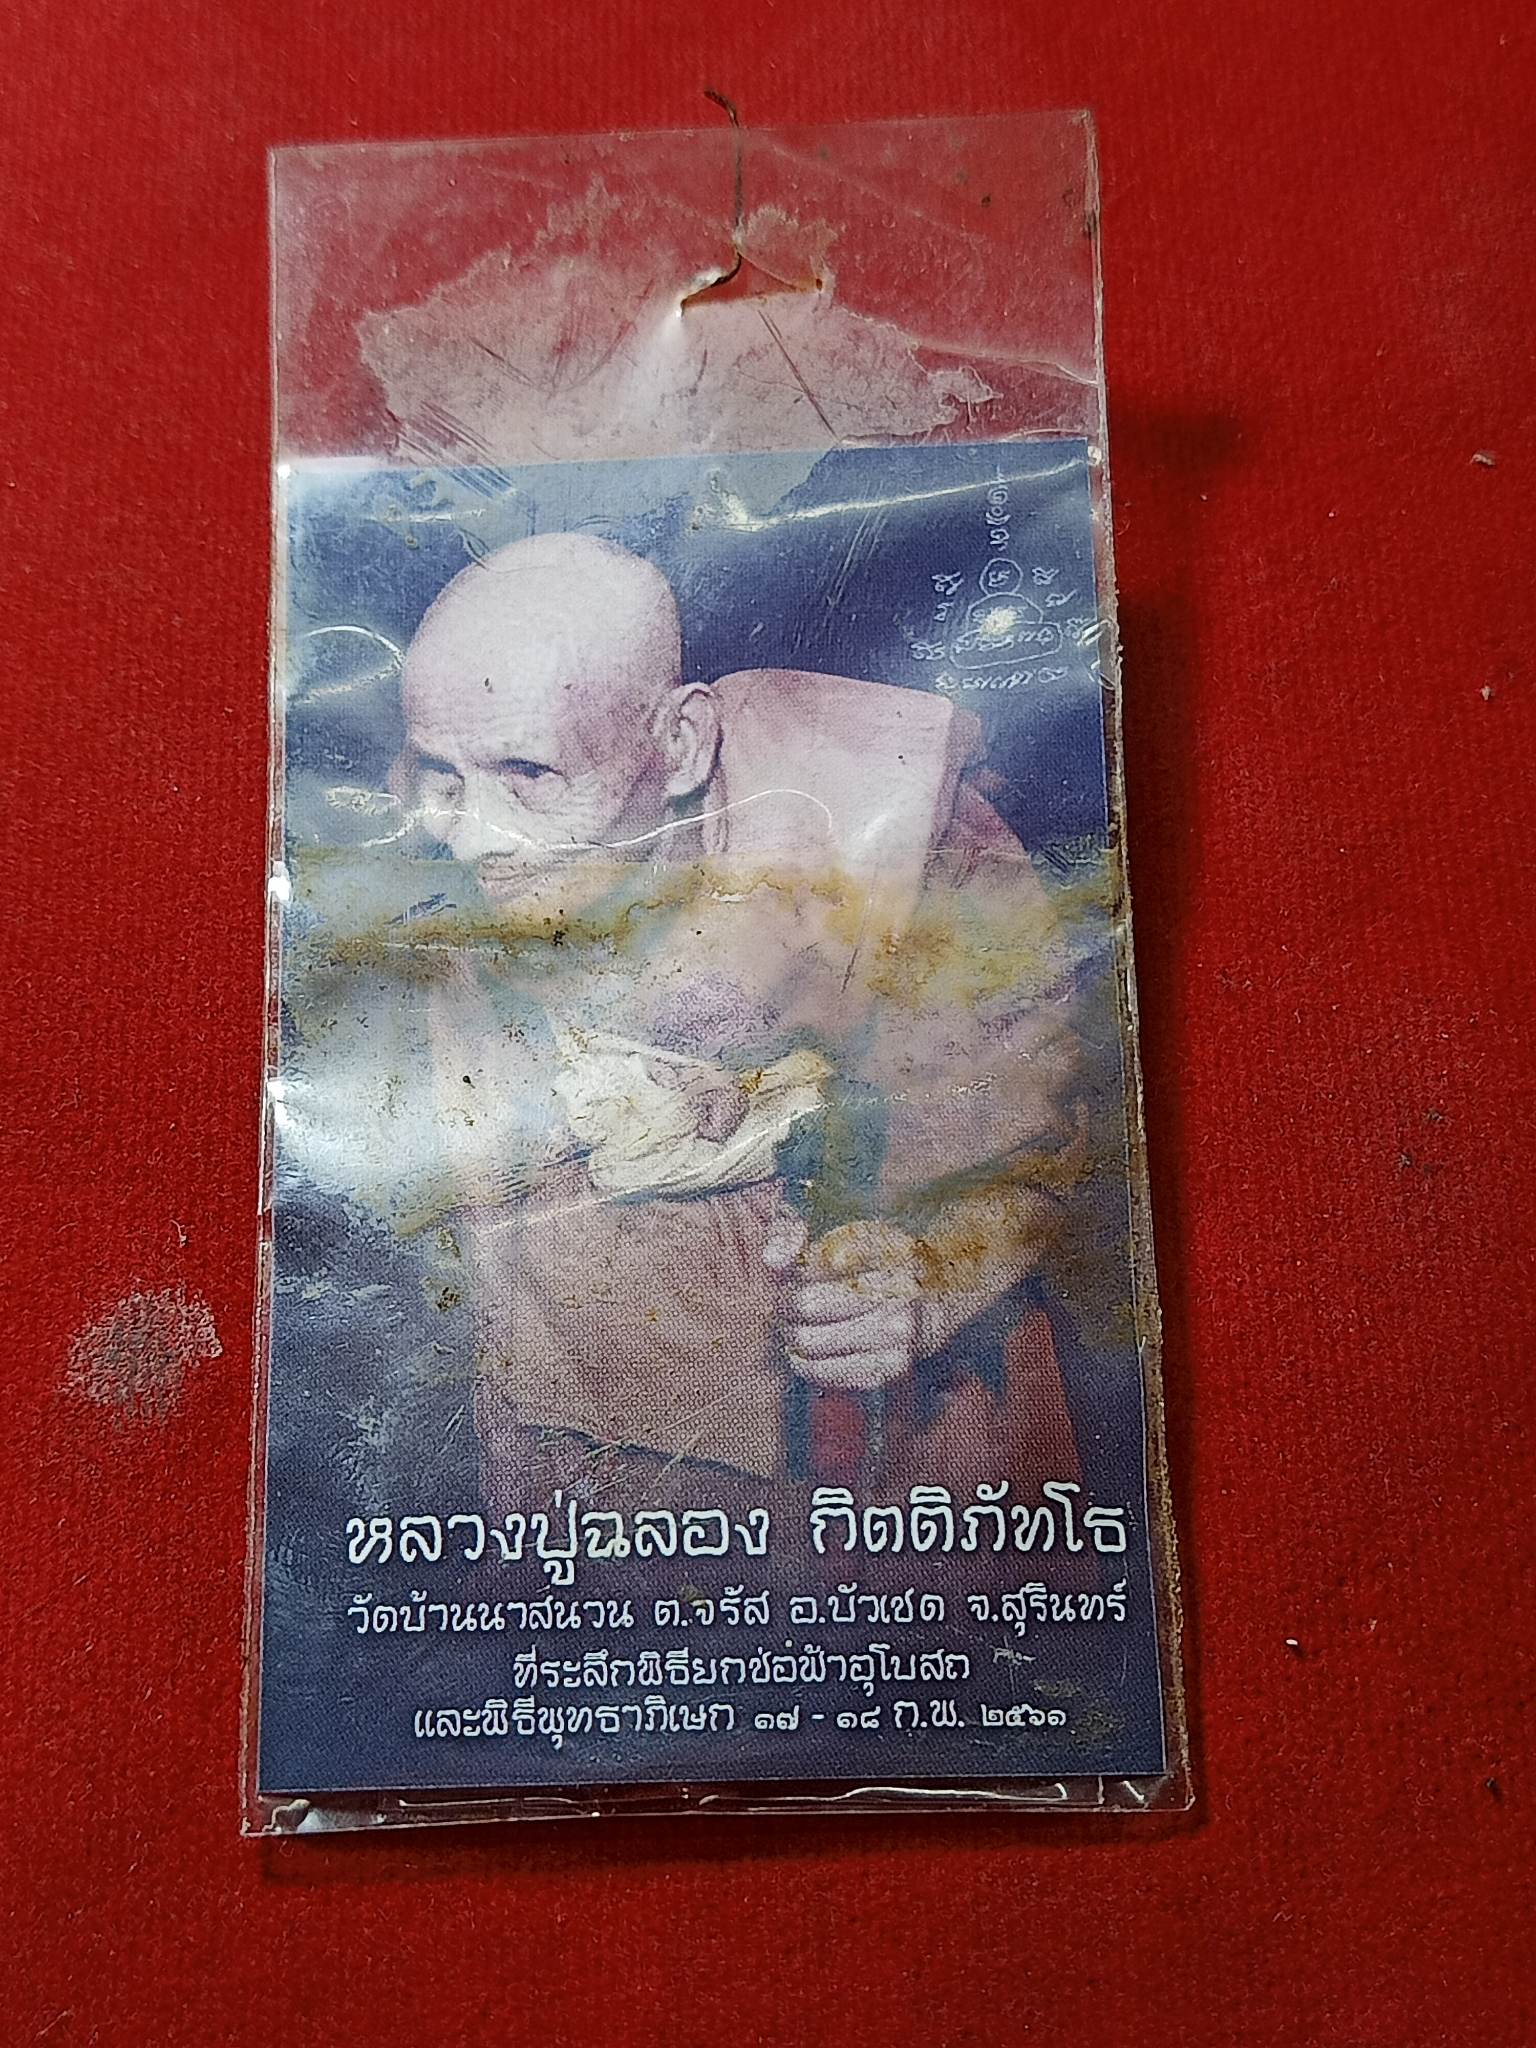 หลวงปู่ฉลอง กิตติภัทโธ
วัดบ้านนาสนวน ต.จรัส อ.บัวเชด จ.สุรินทร์
ที่ระลึกพิธียกช่อฟ้าอุโบสถ
และพิธีพุทธาภิเษก ๑๗ - ๑๘ ก.พ. ๒๕๖๑